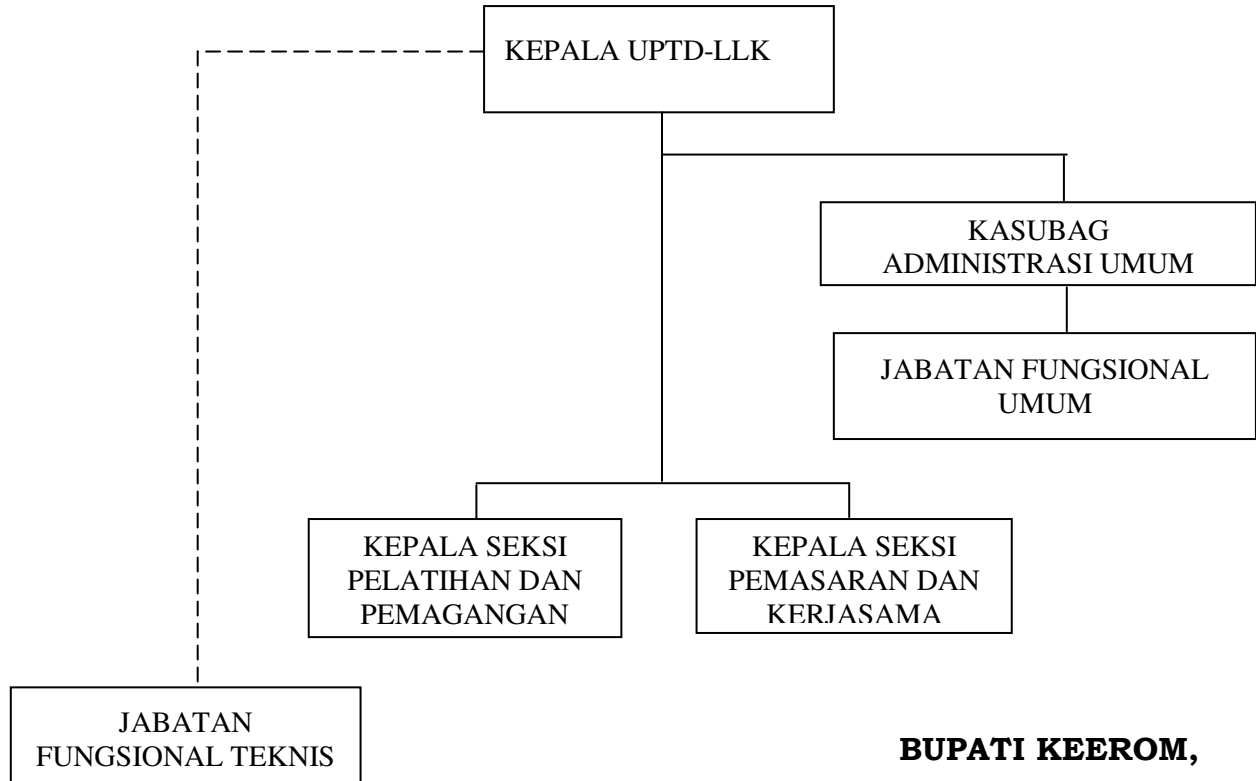 KEPALA UPTD-LLK
KASUBAG
ADMINISTRASI UMUM
JABATAN FUNGSIONAL
UMUM
KEPALA SEKSI
PELATIHAN DAN
PEMAGANGAN
KEPALA SEKSI
PEMASARAN DAN
KERJASAMA
JABATAN
FUNGSIONAL TEKNIS
BUPATI KEEROM,